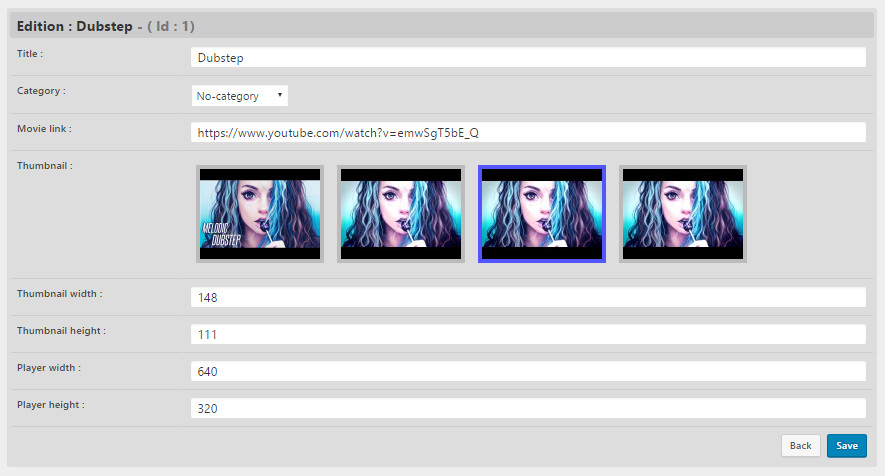 Edition : Dubstep - ( Id : 1)
Title :
Dubstep
Category :
No-category
Movie link :
https://www.youtube.com/watch?v=emwSgT5bE_Q
Thumbnail :
MELODIC
DUBSTEP
Thumbnail width :
148
Thumbnail height :
111
Player width :
640
Player height :
320
Back
Save